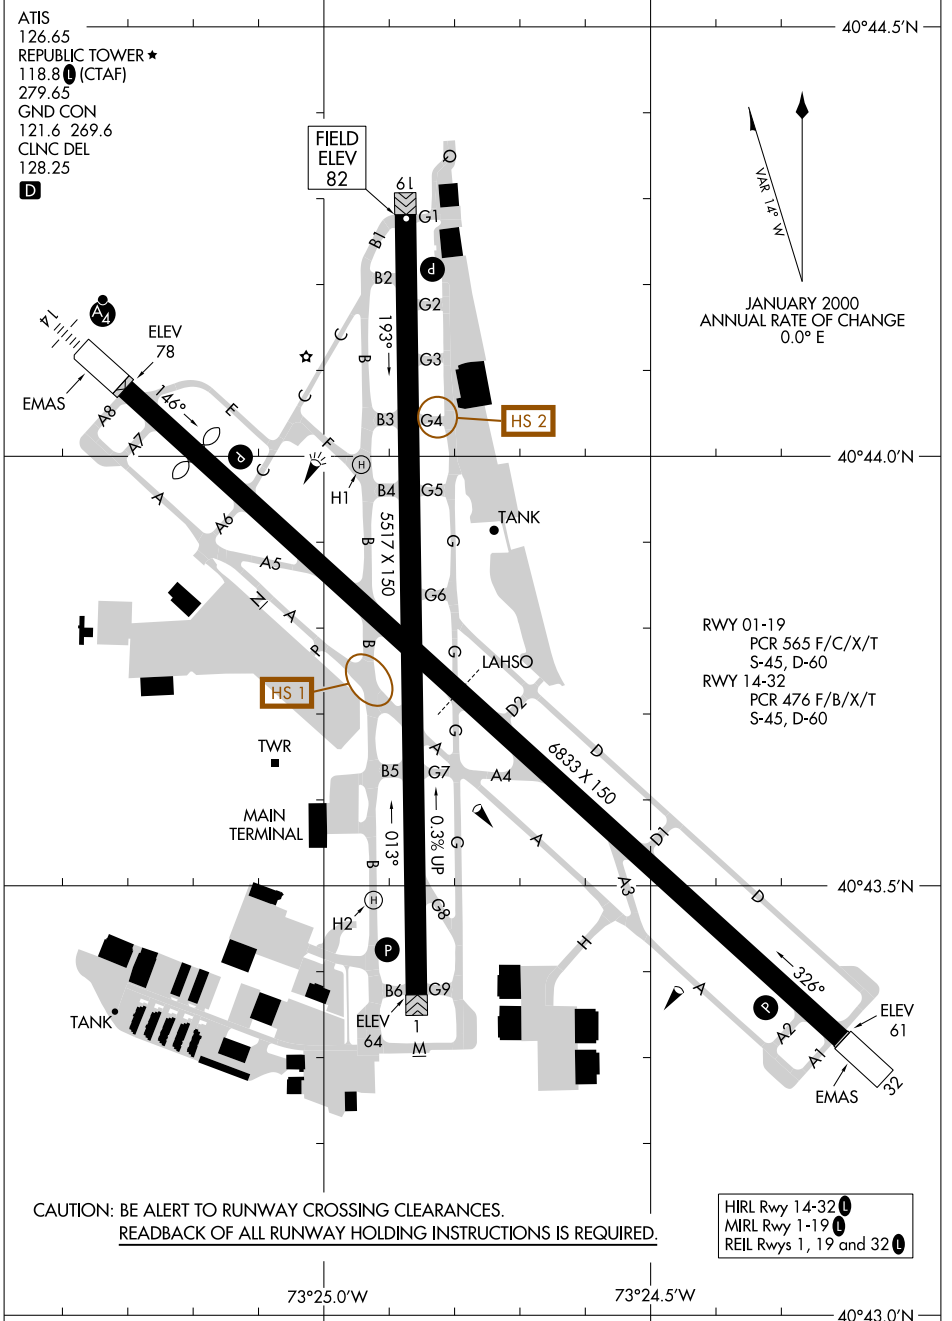 ATIS
126.65
REPUBLIC TOWER ★
118.8 L (CTAF)
279.65
GND CON
121.6 269.6
CLNC DEL
128.25
D
40°44.5'N
FIELD
ELEV
82
VAR 14° W
JANUARY 2000
ANNUAL RATE OF CHANGE
0.0° E
19
Q
G1
B1
B2
P
G2
193°
C
B
G3
14
A4
ELEV
78
EMAS
146°
A8
A7
E
C
F
B3
G4
HS 2
P
C
H
H1
B4
G5
40°44.0'N
A
A6
A5
5517 X 150
B
G
TANK
N
A
P
G6
B
G
LAHSO
HS 1
D2
D
RWY 01-19
PCR 565 F/C/X/T
S-45, D-60
RWY 14-32
PCR 476 F/B/X/T
S-45, D-60
TWR
G
A
B5
G7
A4
6833 X 150
MAIN
TERMINAL
013°
0.3% UP
B
G
A
D1
A3
D
40°43.5'N
H
H2
G8
H
P
B6
G9
A
326°
P
A2
A1
ELEV
61
TANK
ELEV
64
1
M
EMAS
32
CAUTION: BE ALERT TO RUNWAY CROSSING CLEARANCES.
READBACK OF ALL RUNWAY HOLDING INSTRUCTIONS IS REQUIRED.
HIRL Rwy 14-32 L
MIRL Rwy 1-19 L
REIL Rwys 1, 19 and 32 L
73°25.0'W
73°24.5'W
40°43.0'N